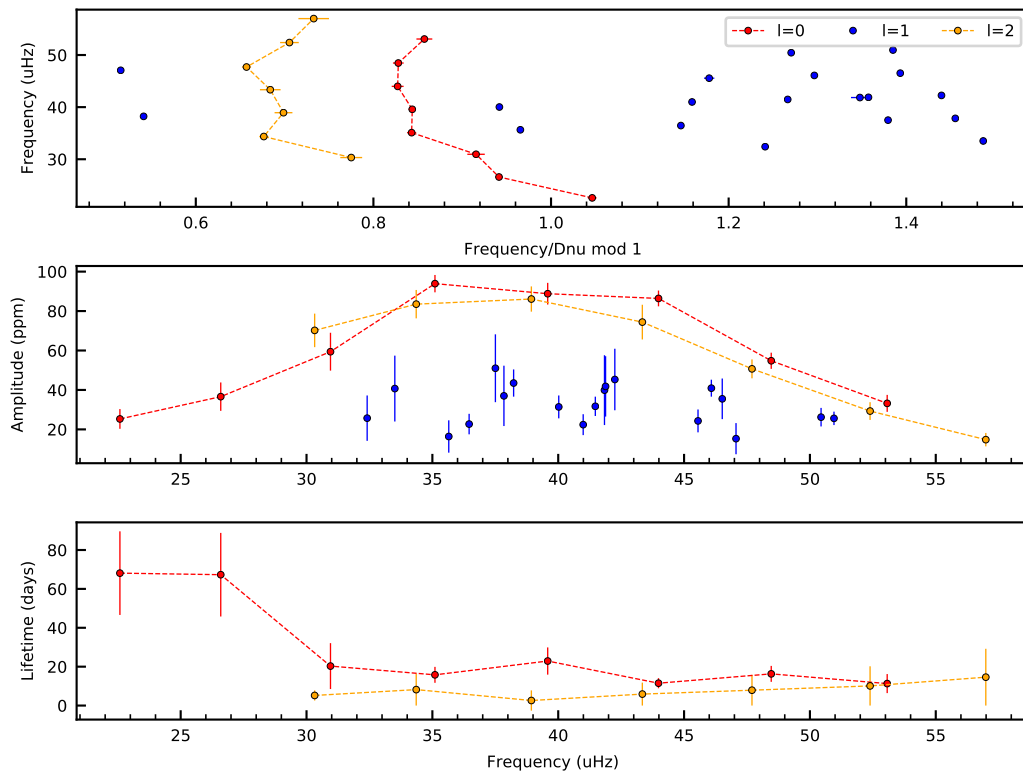 l=0 l=1 l=2
Frequency (uHz)
50
40
30
0.6 0.8 1.0 1.2 1.4
Frequency/Dnu mod 1
Amplitude (ppm)
100
80
60
40
20
25 30 35 40 45 50 55
Lifetime (days)
80
60
40
20
0
25 30 35 40 45 50 55
Frequency (uHz)